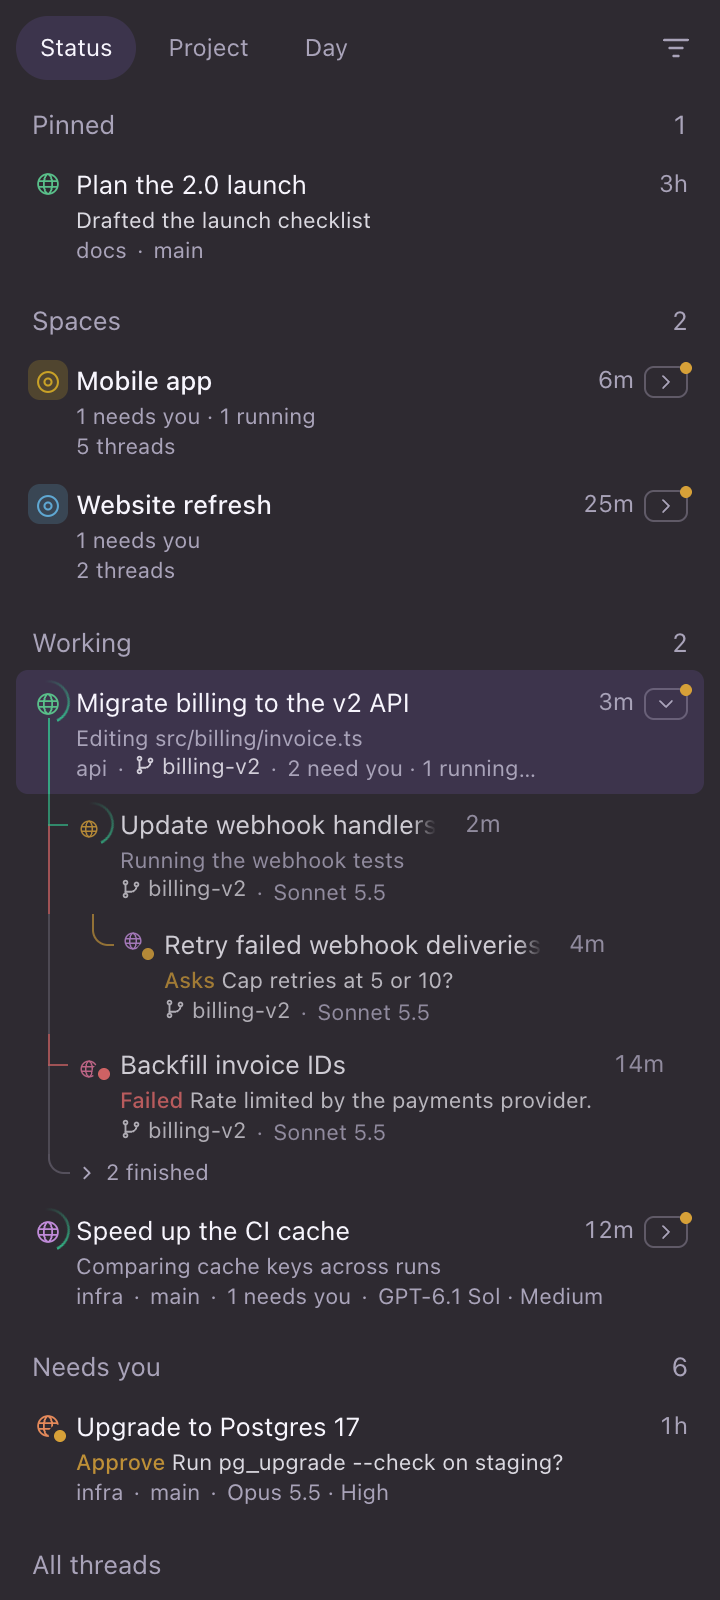 Status Project Day
Pinned 1
Plan the 2.0 launch 3h
Drafted the launch checklist
docs · main
Spaces 2
Mobile app 6m
1 needs you · 1 running
5 threads
Website refresh 25m
1 needs you
2 threads
Working 2
Migrate billing to the v2 API 3m
Editing src/billing/invoice.ts
api · billing-v2 · 2 need you · 1 running…
Update webhook handlers 2m
Running the webhook tests
billing-v2 · Sonnet 5.5
Retry failed webhook deliveries 4m
Asks Cap retries at 5 or 10?
billing-v2 · Sonnet 5.5
Backfill invoice IDs 14m
Failed Rate limited by the payments provider.
billing-v2 · Sonnet 5.5
2 finished
Speed up the CI cache 12m
Comparing cache keys across runs
infra · main · 1 needs you · GPT-6.1 Sol · Medium
Needs you 6
Upgrade to Postgres 17 1h
Approve Run pg_upgrade --check on staging?
infra · main · Opus 5.5 · High
All threads